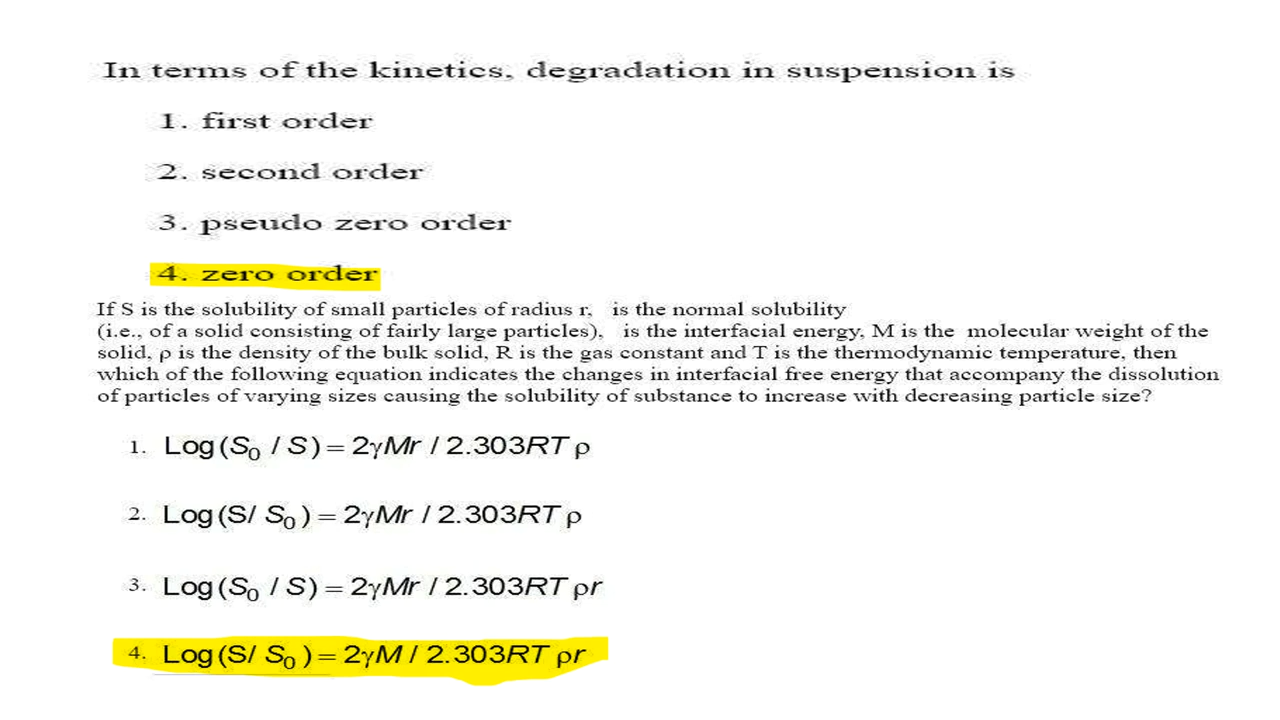 In terms of the kinetics, degradation in suspension is
1. first order
2. second order
3. pseudo zero order
4. zero order
If S is the solubility of small particles of radius r,   is the normal solubility
(i.e., of a solid consisting of fairly large particles),   is the interfacial energy, M is the  molecular weight of the
solid, ρ is the density of the bulk solid, R is the gas constant and T is the thermodynamic temperature, then
which of the following equation indicates the changes in interfacial free energy that accompany the dissolution
of particles of varying sizes causing the solubility of substance to increase with decreasing particle size?
1. Log(S₀ / S) = 2γMr / 2.303RT ρ
2. Log(S/ S₀ ) = 2γMr / 2.303RT ρ
3. Log(S₀ / S) = 2γMr / 2.303RT ρr
4. Log(S/ S₀ ) = 2γM / 2.303RT ρr